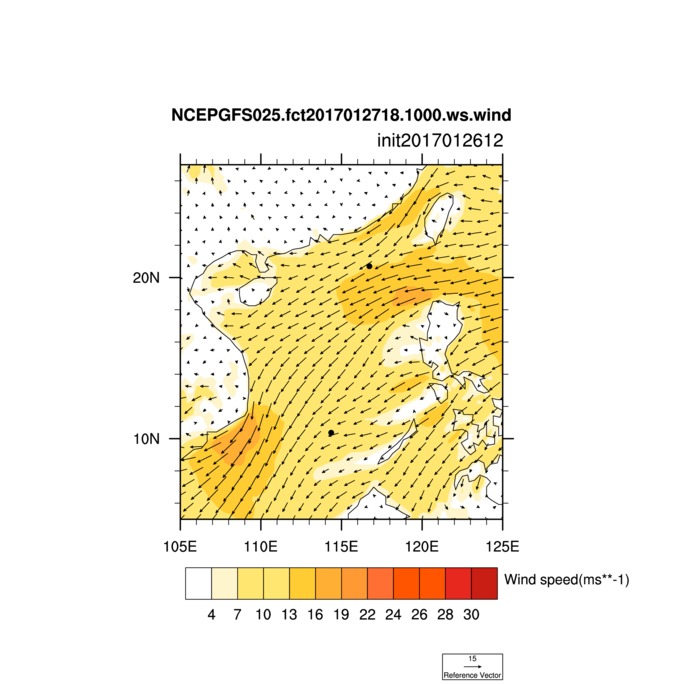 NCEPGFS025.fct2017012718.1000.ws.wind
init2017012612
20N
10N
105E 110E 115E 120E 125E
Wind speed(ms**-1)
4 7 10 13 16 19 22 24 26 28 30
15
Reference Vector